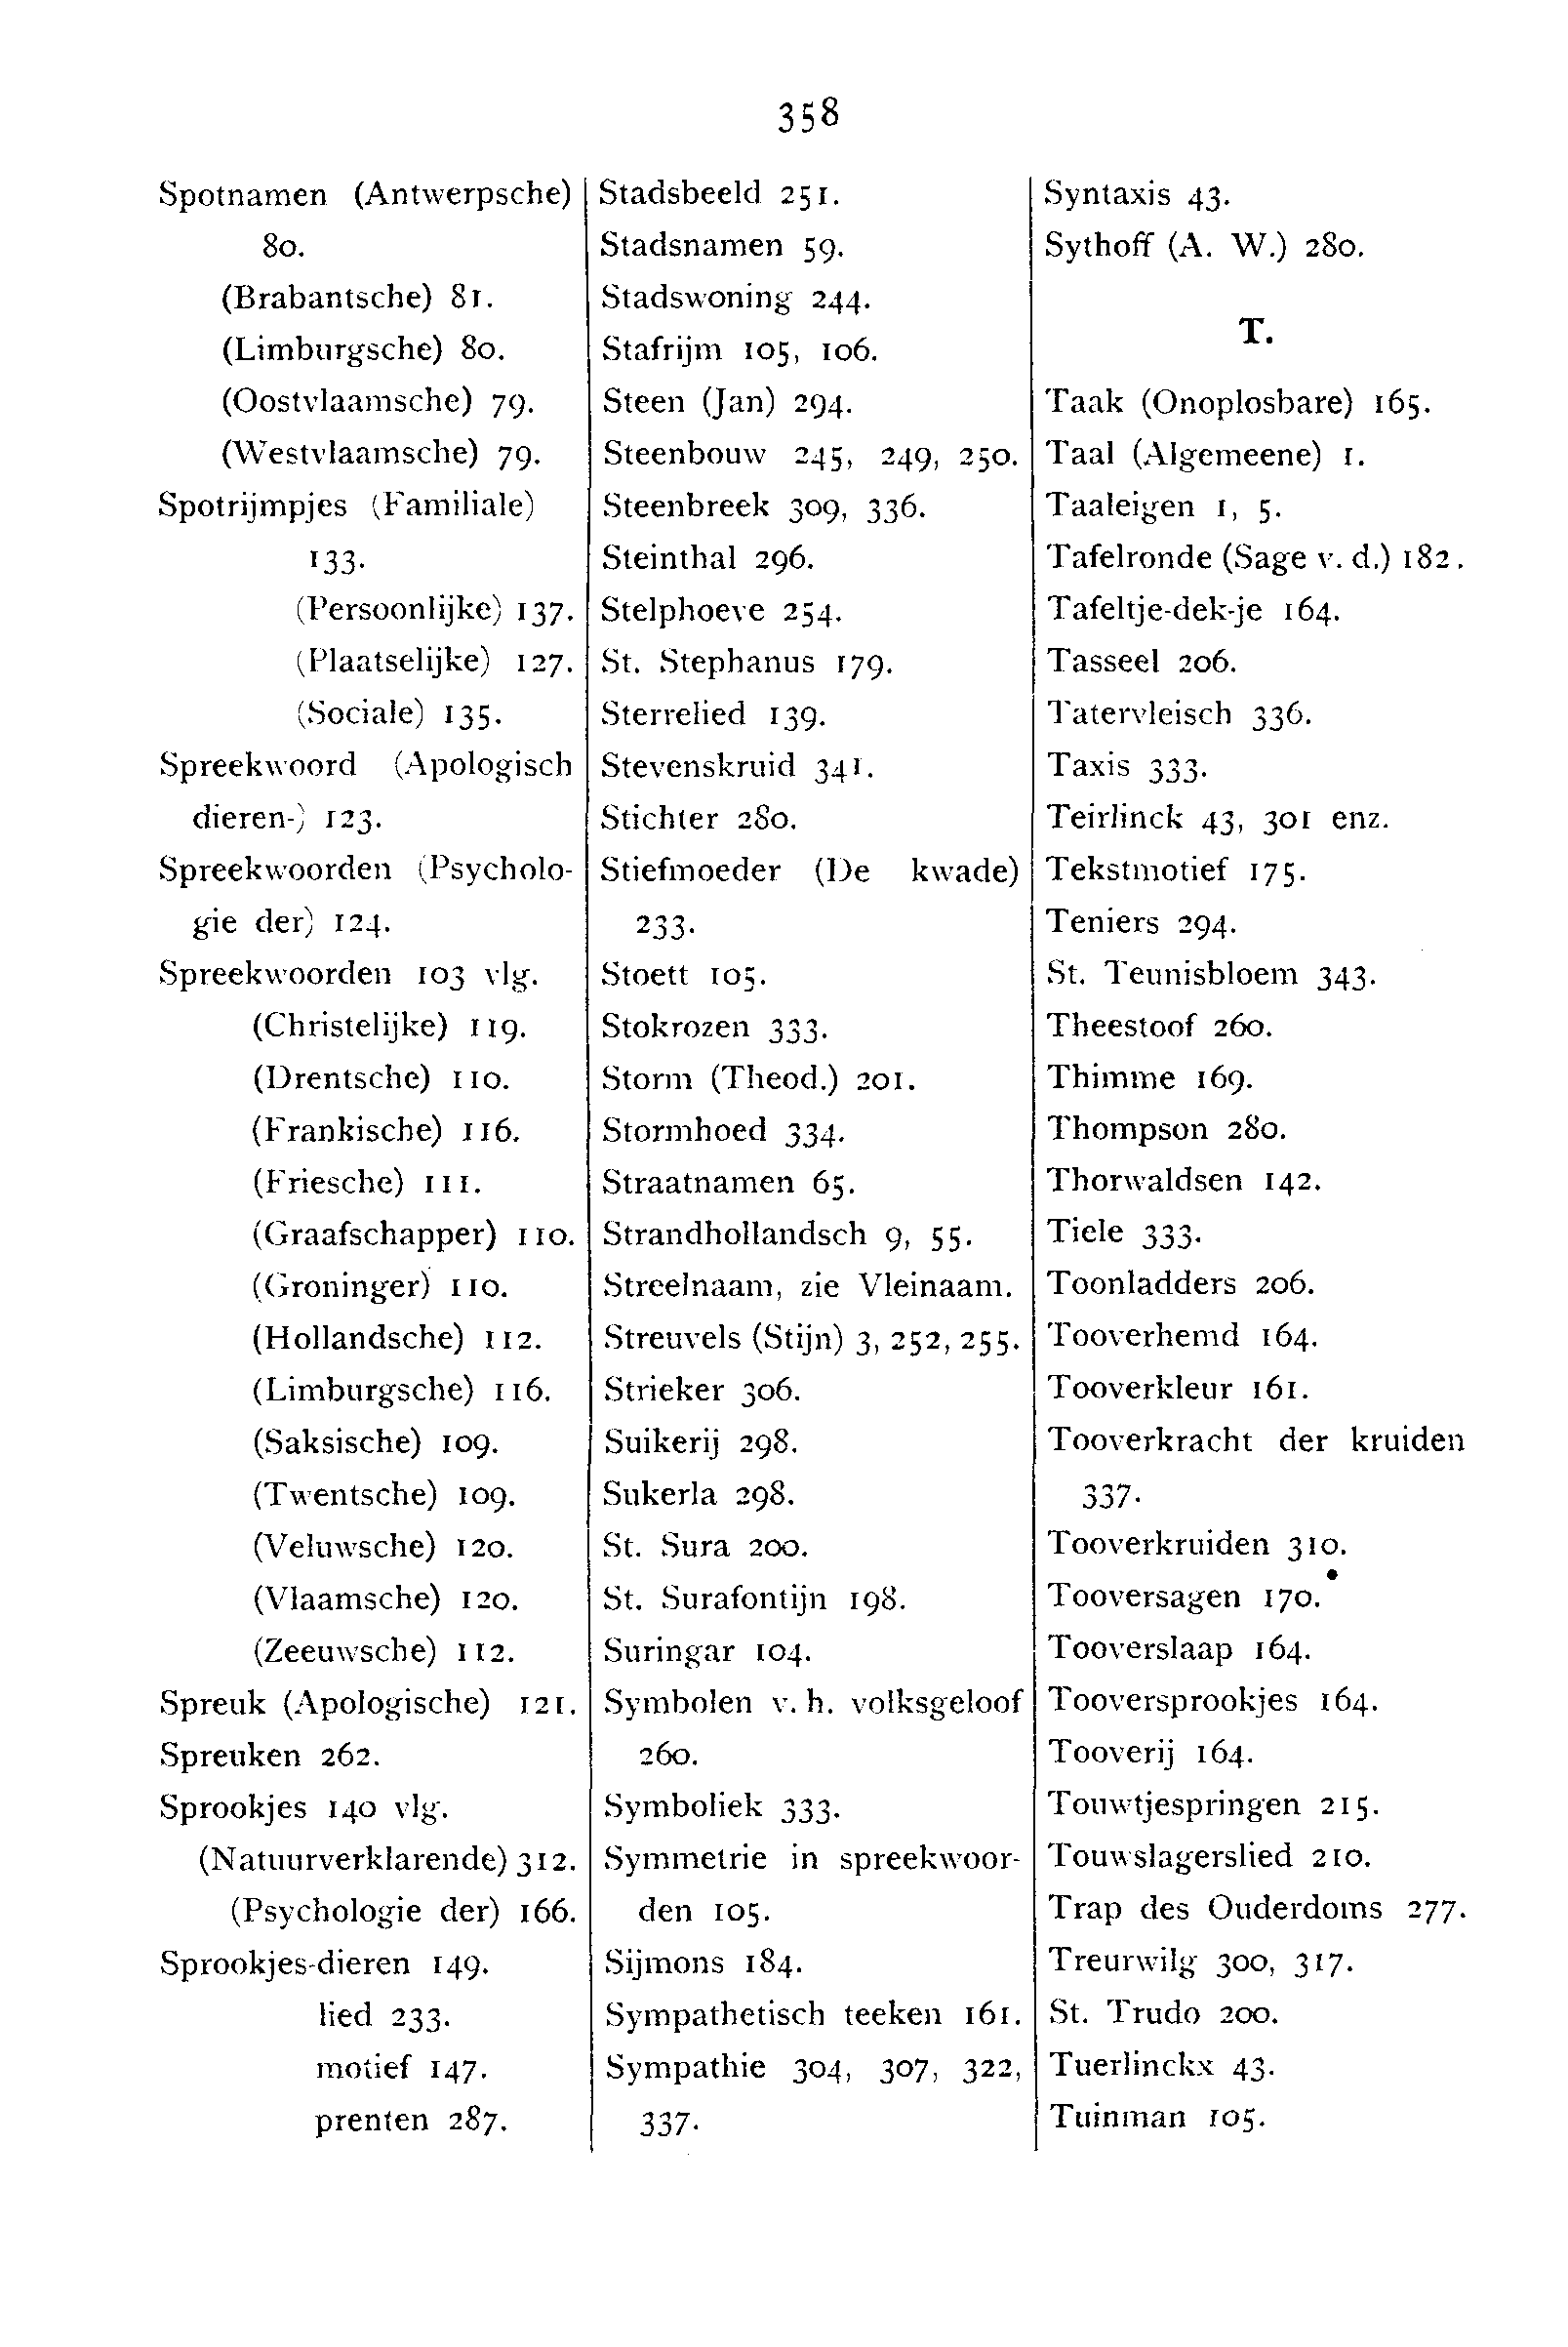 358
Spotnamen (Antwerpsche)
80.
(Brabantsche) 81.
(Limburgsche) 80.
(Oostvlaamsche) 79.
(Westvlaamsche) 79.
Spotrijmpjes (Familiale)
133.
(Persoonlijke) 137.
(Plaatselijke) 127.
(Sociale) 135.
Spreekwoord (Apologisch
dieren-) 123.
Spreekwoorden (Psycholo-
gie der) 124.
Spreekwoorden 103 vlg.
(Christelijke) 119.
(Drentsche) 110.
(Frankische) 116.
(Friesche) 111.
(Graafschapper) 110.
(Groninger) 110.
(Hollandsche) 112.
(Limburgsche) 116.
(Saksische) 109.
(Twentsche) 109.
(Veluwsche) 120.
(Vlaamsche) 120.
(Zeeuwsche) 112.
Spreuk (Apologische) 121.
Spreuken 262.
Sprookjes 140 vlg.
(Natuurverklarende) 312.
(Psychologie der) 166.
Sprookjes-dieren 149.
lied 233.
motief 147.
prenten 287.
Stadsbeeld 251.
Stadsnamen 59.
Stadswoning 244.
Stafrijm 105, 106.
Steen (Jan) 294.
Steenbouw 245, 249, 250.
Steenbreek 309, 336.
Steinthal 296.
Stelphoeve 254.
St. Stephanus 179.
Sterrelied 139.
Stevenskruid 341.
Stichter 280.
Stiefmoeder (De kwade)
233.
Stoett 105.
Stokrozen 333.
Storm (Theod.) 201.
Stormhoed 334.
Straatnamen 65.
Strandhollandsch 9, 55.
Streelnaam, zie Vleinaam.
Streuvels (Stijn) 3, 252, 255.
Strieker 306.
Suikerij 298.
Sukerla 298.
St. Sura 200.
St. Surafontijn 198.
Suringar 104.
Symbolen v. h. volksgeloof
260.
Symboliek 333.
Symmetrie in spreekwoor-
den 105.
Sijmons 184.
Sympathetisch teeken 161.
Sympathie 304, 307, 322,
337.
Syntaxis 43.
Sythoff (A. W.) 280.
T.
Taak (Onoplosbare) 165.
Taal (Algemeene) 1.
Taaleigen 1, 5.
Tafelronde (Sage v. d.) 182.
Tafeltje-dek-je 164.
Tasseel 206.
Tatervleisch 336.
Taxis 333.
Teirlinck 43, 301 enz.
Tekstmotief 175.
Teniers 294.
St. Teunisbloem 343.
Theestoof 260.
Thimme 169.
Thompson 280.
Thorwaldsen 142.
Tiele 333.
Toonladders 206.
Tooverhemd 164.
Tooverkleur 161.
Tooverkracht der kruiden
337.
Tooverkruiden 310.
Tooversagen 170.
Tooverslaap 164.
Tooversprookjes 164.
Tooverij 164.
Touwtjespringen 215.
Touwslagerslied 210.
Trap des Ouderdoms 277.
Treurwilg 300, 317.
St. Trudo 200.
Tuerlinckx 43.
Tuinman 105.